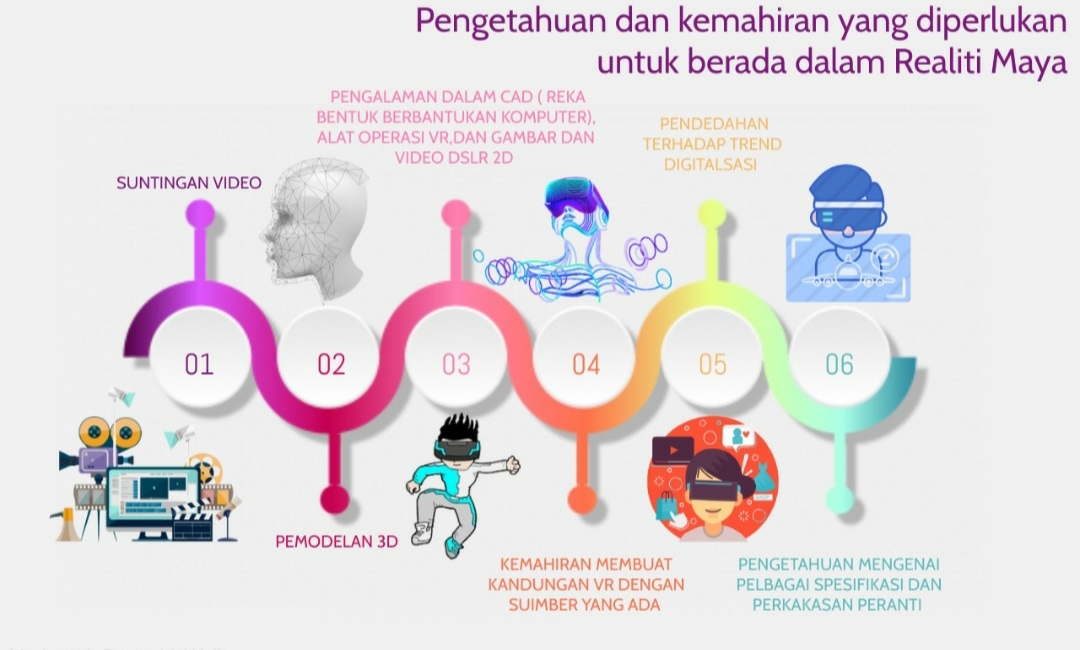 Pengetahuan dan kemahiran yang diperlukan
untuk berada dalam Realiti Maya
SUNTINGAN VIDEO
PENGALAMAN DALAM CAD ( REKA
BENTUK BERBANTUKAN KOMPUTER),
ALAT OPERASI VR,DAN GAMBAR DAN
VIDEO DSLR 2D
PENDEDAHAN
TERHADAP TREND
DIGITALSASI
01
02
03
04
05
06
PEMODELAN 3D
KEMAHIRAN MEMBUAT
KANDUNGAN VR DENGAN
SUIMBER YANG ADA
PENGETAHUAN MENGENAI
PELBAGAI SPESIFIKASI DAN
PERKAKASAN PERANTI